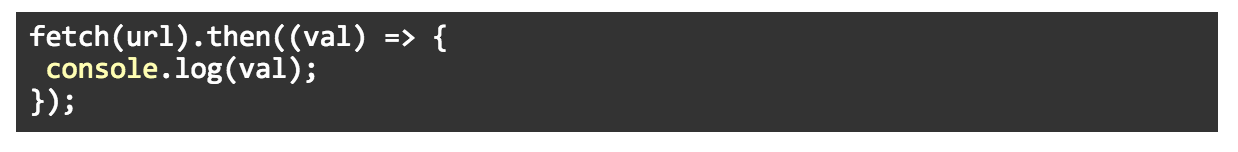 fetch(url).then((val) => {
 console.log(val);
});